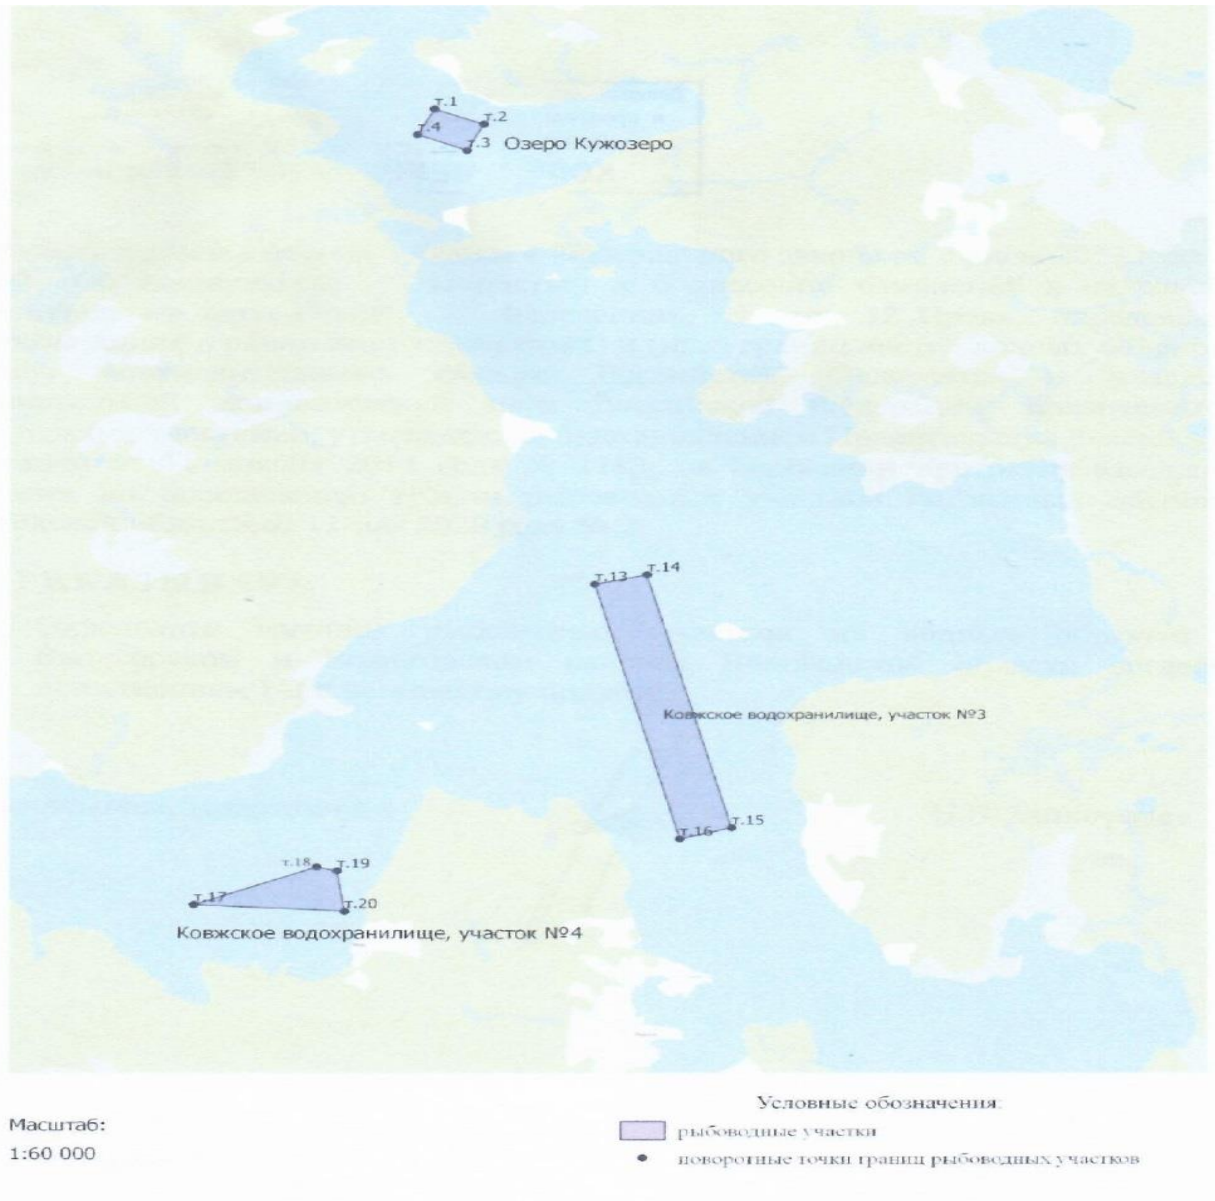 т.1
т.2
т.4
т.3
Озеро Кужозеро
т.13
т.14
Ковжское водохранилище, участок №3
т.15
т.16
т.18
т.19
т.17
т.20
Ковжское водохранилище, участок №4
Условные обозначения:
Масштаб:
1:60 000
рыбоводные участки
поворотные точки границ рыбоводных участков